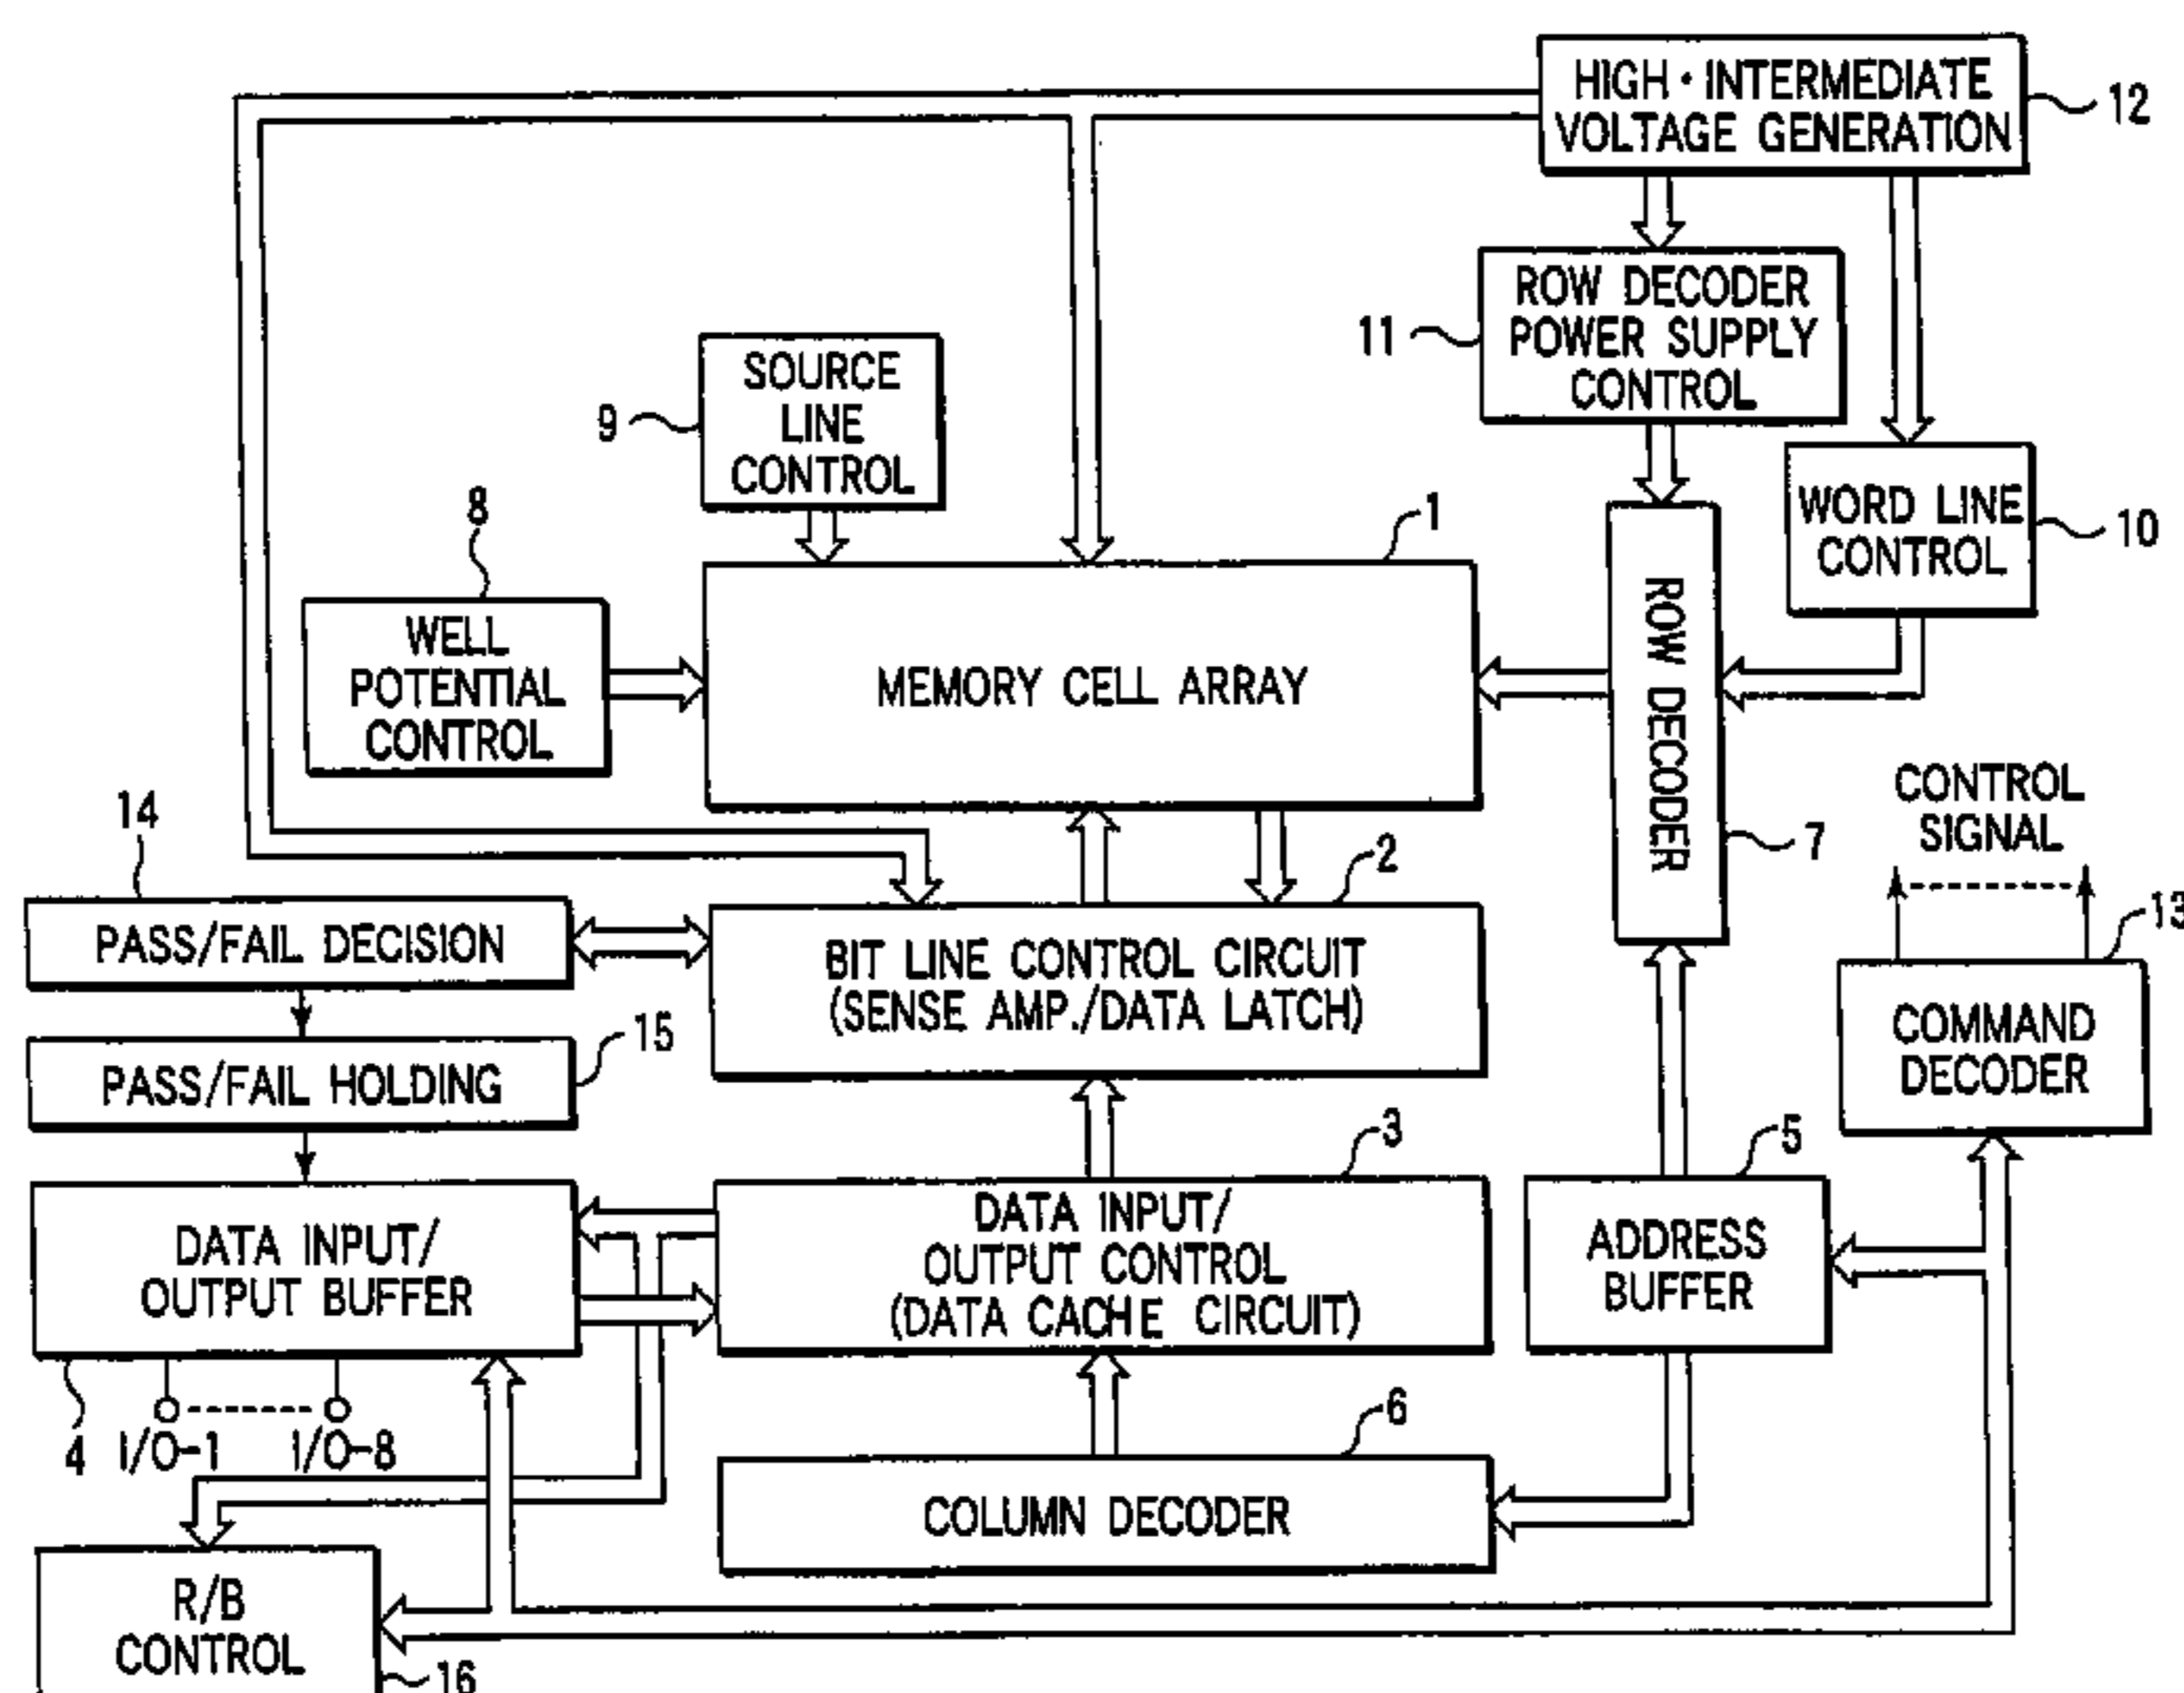 HIGH・INTERMEDIATE
VOLTAGE GENERATION
12
ROW DECODER
POWER SUPPLY
CONTROL
11
SOURCE
LINE
CONTROL
9
WORD LINE
CONTROL
10
8
1
WELL
POTENTIAL
CONTROL
MEMORY CELL ARRAY
ROW DECODER
7
CONTROL
SIGNAL
14
2
13
PASS/FAIL DECISION
BIT LINE CONTROL CIRCUIT
(SENSE AMP./DATA LATCH)
COMMAND
DECODER
PASS/FAIL HOLDING
15
3
5
DATA INPUT/
OUTPUT BUFFER
DATA INPUT/
OUTPUT CONTROL
(DATA CACHE CIRCUIT)
ADDRESS
BUFFER
4
I/O-1
I/O-8
6
COLUMN DECODER
R/B
CONTROL
16